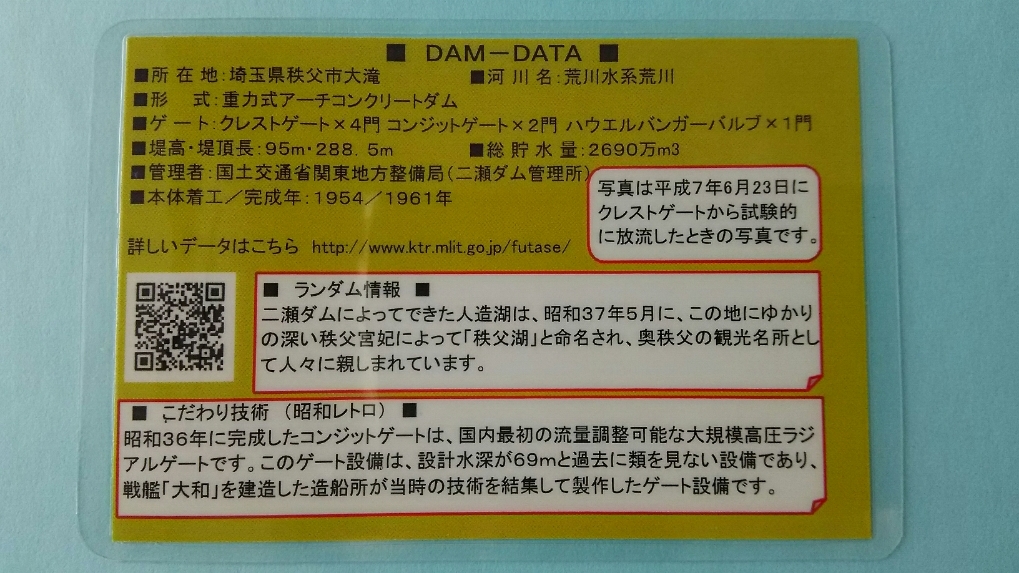 ■ DAM－DATA ■
■所在地：埼玉県秩父市大滝 ■河川名：荒川水系荒川
■形　式：重力式アーチコンクリートダム
■ゲート：クレストゲート×4門 コンジットゲート×2門 ハウエルバンガーバルブ×1門
■堤高・堤頂長：95m・288.5m ■総貯水量：2690万m3
■管理者：国土交通省関東地方整備局（二瀬ダム管理所）
■本体着工／完成年：1954／1961年
写真は平成7年6月23日に
クレストゲートから試験的
に放流したときの写真です。
詳しいデータはこちら http://www.ktr.mlit.go.jp/futase/
■ ランダム情報 ■
二瀬ダムによってできた人造湖は、昭和37年5月に、この地にゆかり
の深い秩父宮妃によって「秩父湖」と命名され、奥秩父の観光名所とし
て人々に親しまれています。
■ こだわり技術 （昭和レトロ） ■
昭和36年に完成したコンジットゲートは、国内最初の流量調整可能な大規模高圧ラジ
アルゲートです。このゲート設備は、設計水深が69mと過去に類を見ない設備であり、
戦艦「大和」を建造した造船所が当時の技術を結集して製作したゲート設備です。